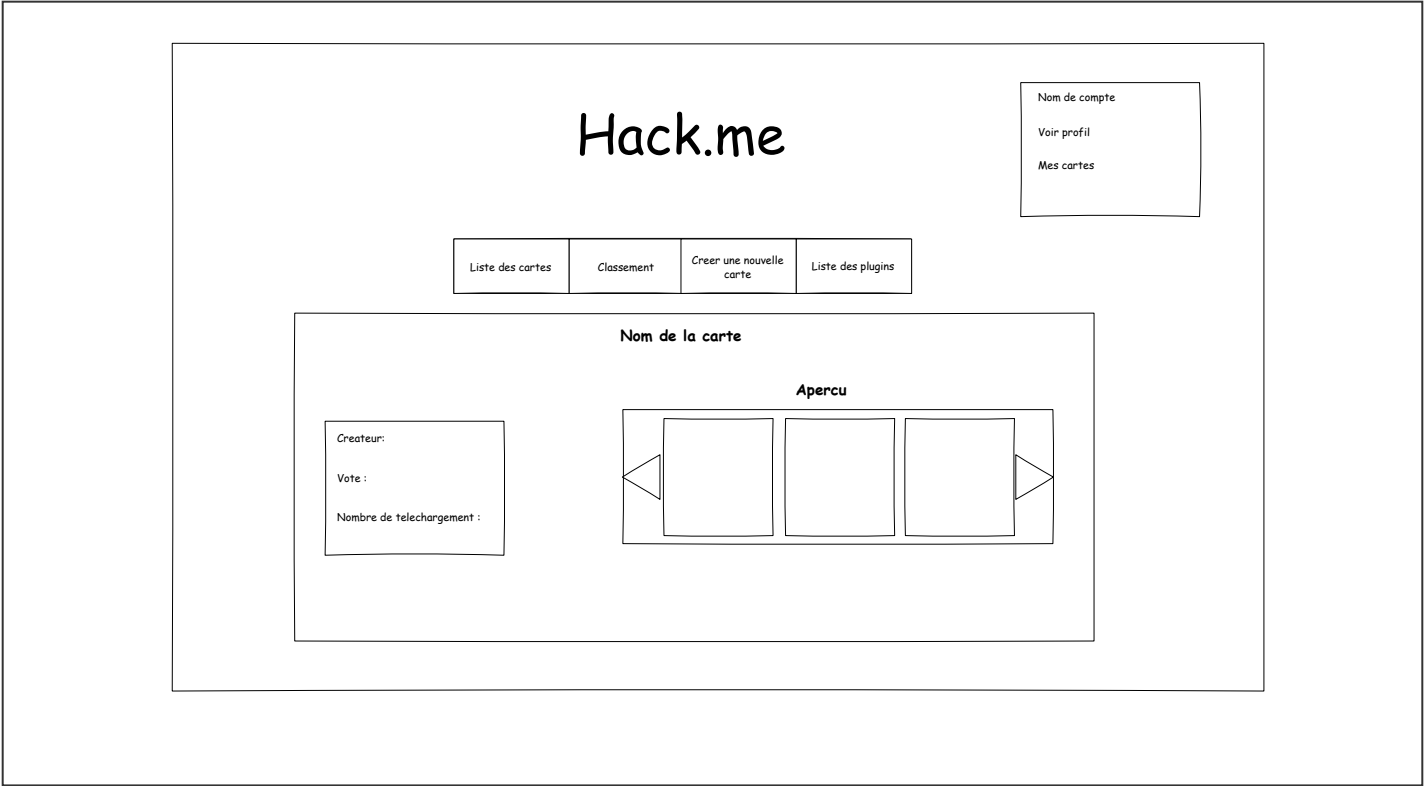 Hack.me
Nom de compte
Voir profil
Mes cartes
Liste des cartes
Classement
Creer une nouvelle
carte
Liste des plugins
Nom de la carte
Apercu
Createur:
Vote :
Nombre de telechargement :